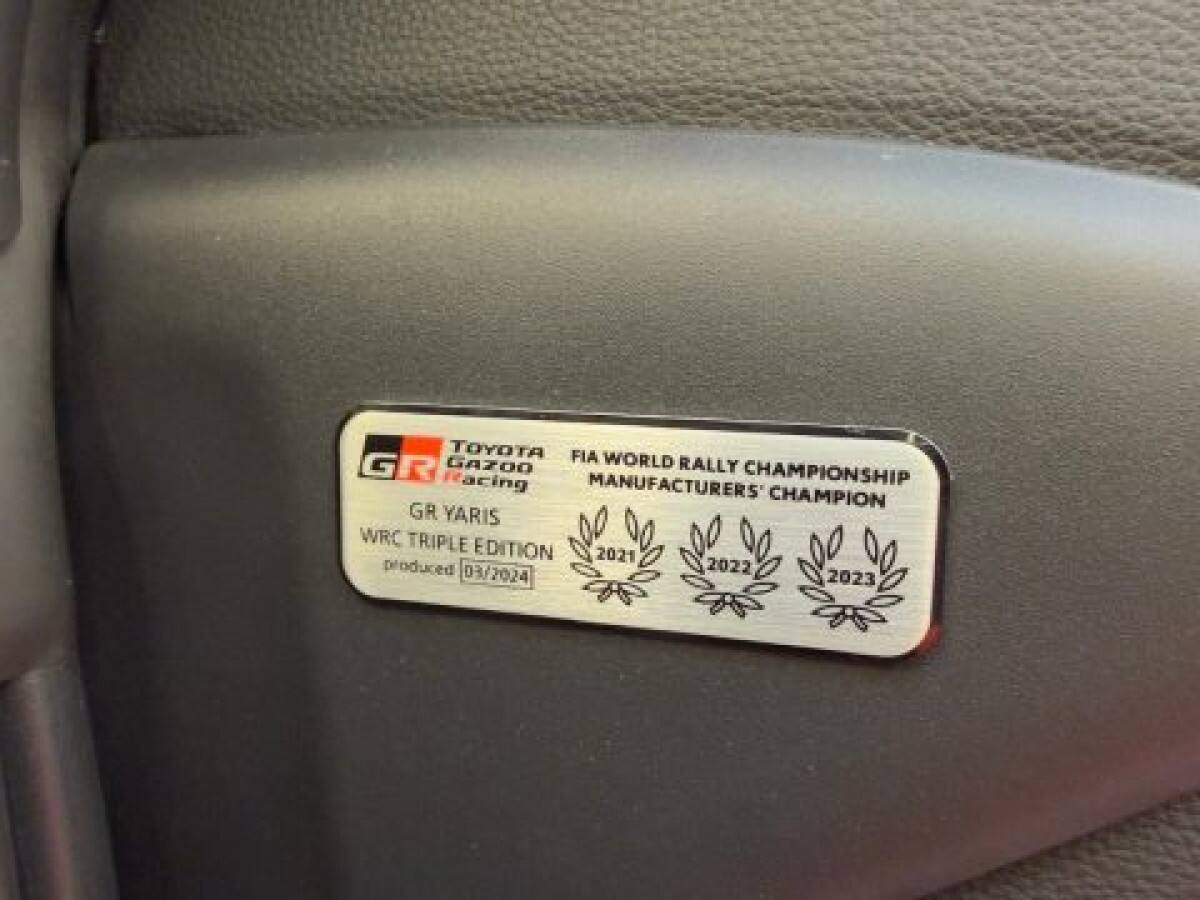 GR TOYOTA
GAZOO
Racing
GR YARIS
WRC TRIPLE EDITION
produced 03/2024
FIA WORLD RALLY CHAMPIONSHIP
MANUFACTURERS' CHAMPION
2021 2022 2023